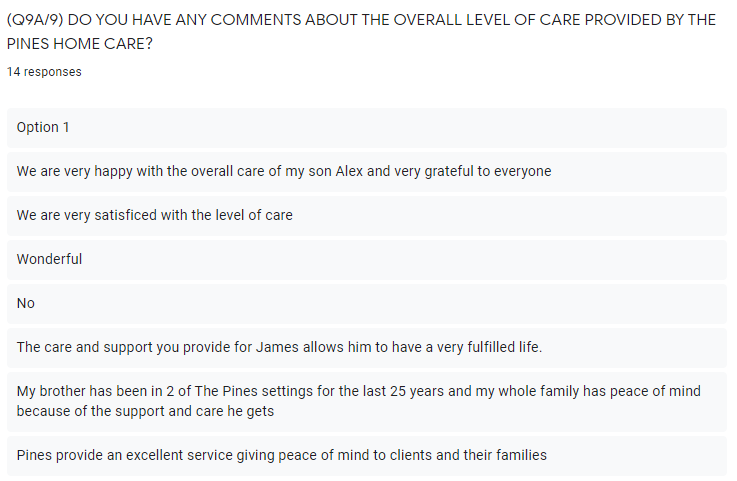 (Q9A/9) DO YOU HAVE ANY COMMENTS ABOUT THE OVERALL LEVEL OF CARE PROVIDED BY THE
PINES HOME CARE?
14 responses
Option 1
We are very happy with the overall care of my son Alex and very grateful to everyone
We are very satisficed with the level of care
Wonderful
No
The care and support you provide for James allows him to have a very fulfilled life.
My brother has been in 2 of The Pines settings for the last 25 years and my whole family has peace of mind
because of the support and care he gets
Pines provide an excellent service giving peace of mind to clients and their families